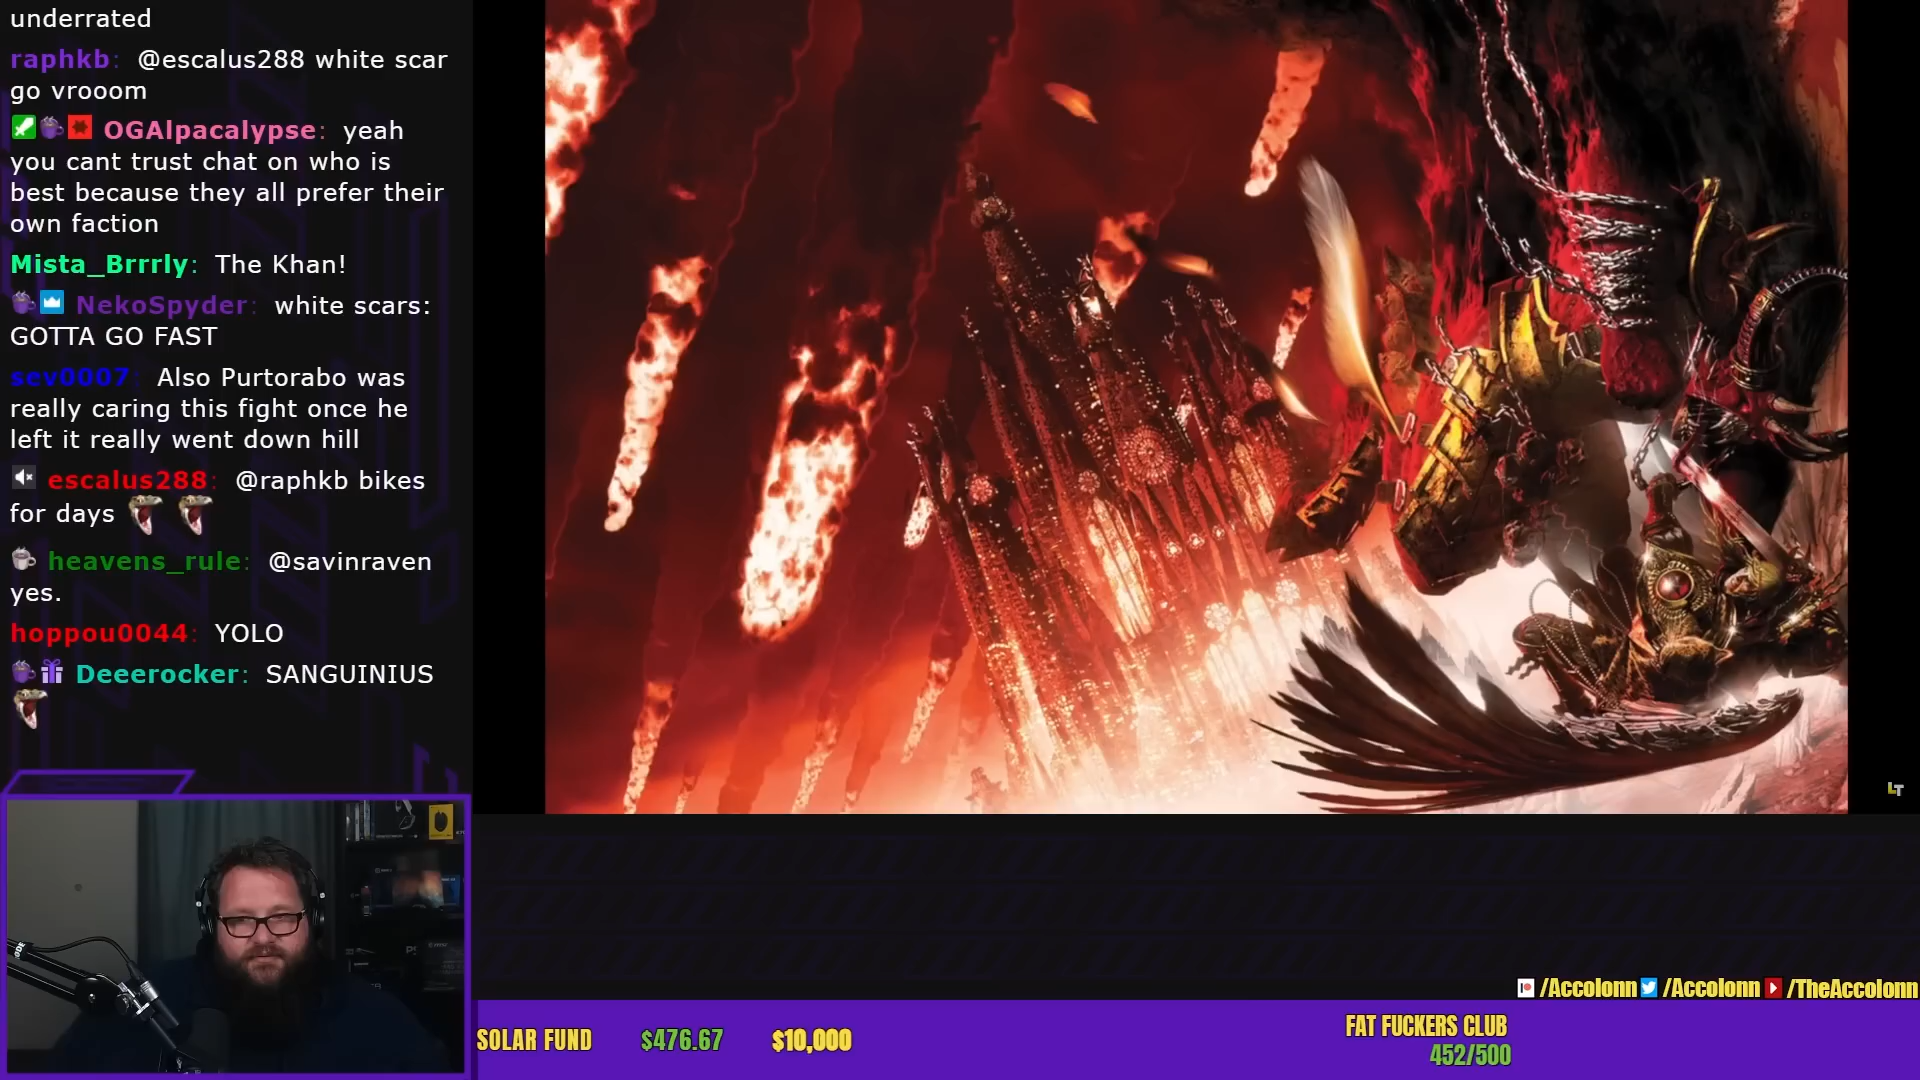 underrated
raphkb: @escalus288 white scar
go vrooom
OGAlpacalypse: yeah
you cant trust chat on who is
best because they all prefer their
own faction
Mista_Brrrly: The Khan!
NekoSpyder: white scars:
GOTTA GO FAST
sev0007: Also Purtorabo was
really caring this fight once he
left it really went down hill
escalus288: @raphkb bikes
for days
heavens_rule: @savinraven
yes.
hoppou0044: YOLO
Deeerocker: SANGUINIUS
LT
/Accolonn /Accolonn /TheAccolonn
SOLAR FUND $476.67 $10,000
FAT FUCKERS CLUB
452/500